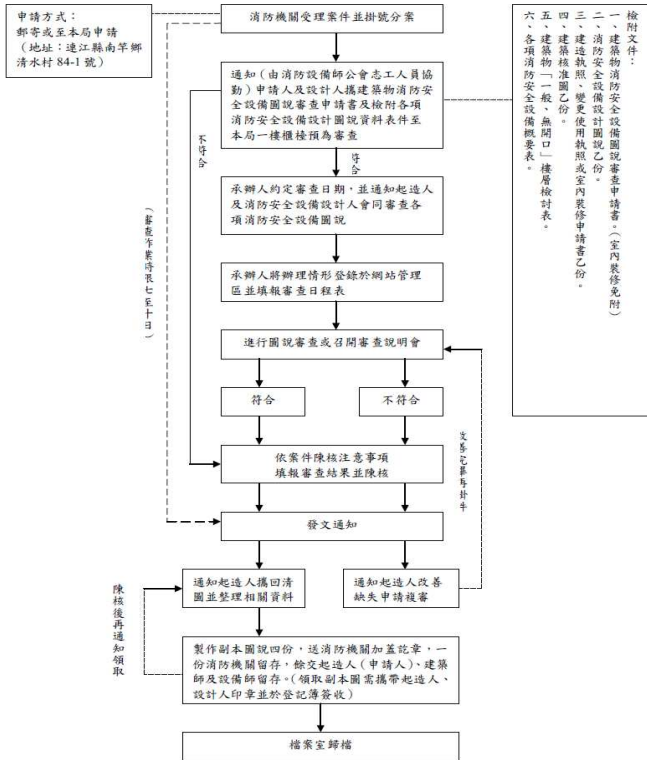 申請方式：
郵寄或至本局申請
（地址：連江縣南竿鄉
清水村 84-1 號）
消防機關受理案件並掛號分案
檢附文件：
一、建築物消防安全設備圖說審查申請書。（室內裝修免附）
二、消防安全設備設計圖說乙份。
三、建造執照、變更使用執照或室內裝修申請書乙份。
四、建築核准圖乙份。
五、建築物「一般、無開口」樓層檢討表。
六、各項消防安全設備概要表。
通知（由消防設備師公會志工人員協
勤）申請人及設計人攜建築物消防安
全設備圖說審查申請書及檢附各項
消防安全設備設計圖說資料表件至
本局一樓櫃檯預為審查
不符合
符合
承辦人約定審查日期，並通知起造人
及消防安全設備設計人會同審查各
項消防安全設備圖說
（審查作業時限七至十日）
承辦人將辦理情形登錄於網站管理
區並填報審查日程表
進行圖說審查或召開審查說明會
符合
不符合
改善完畢再掛件
依案件陳核注意事項
填報審查結果並陳核
發文通知
通知起造人攜回清
圖並整理相關資料
通知起造人改善
缺失申請複審
陳核後再通知領取
製作副本圖說四份，送消防機關加蓋訖章，一
份消防機關留存，餘交起造人（申請人）、建築
師及設備師留存。（領取副本圖需攜帶起造人、
設計人印章並於登記薄簽收）
檔案室歸檔